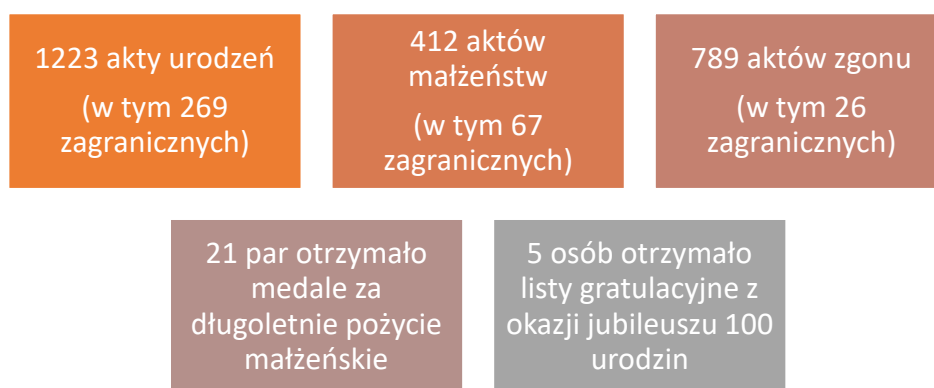 1223 akty urodzeń
(w tym 269
zagranicznych)
412 aktów
małżeństw
(w tym 67
zagranicznych)
789 aktów zgonu
(w tym 26
zagranicznych)
21 par otrzymało
medale za
długoletnie pożycie
małżeńskie
5 osób otrzymało
listy gratulacyjne z
okazji jubileuszu 100
urodzin